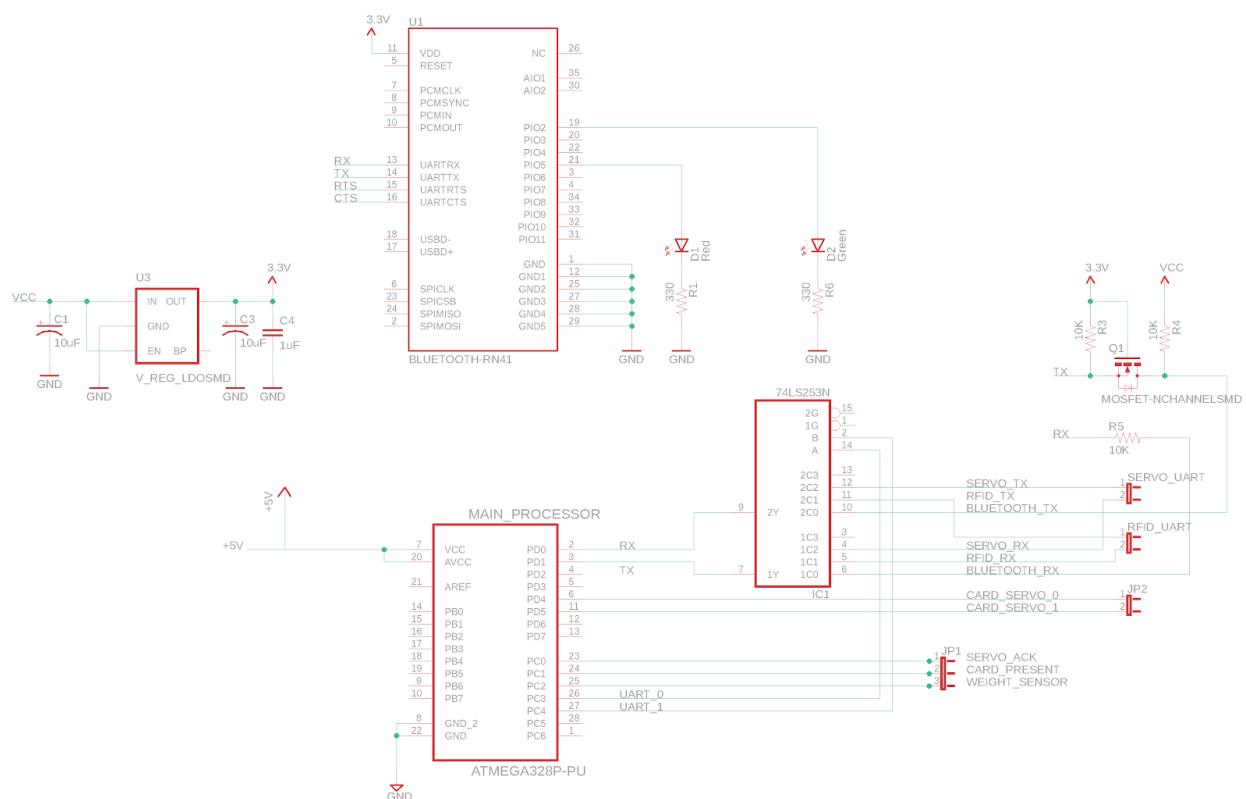 U1
3.3V
11 VDD
5 RESET
7 PCMCLK
8 PCMSYNC
9 PCMIN
10 PCMOUT
RX 13 UARTRX
TX 14 UARTTX
RTS 15 UARTRTS
CTS 16 UARTCTS
18 USBD-
17 USBD+
6 SPICLK
23 SPICSB
24 SPIMISO
2 SPIMOSI
NC 26
AIO1 35
AIO2 30
PIO2 19
PIO3 20
PIO4 22
PIO5 21
PIO6 3
PIO7 4
PIO8 34
PIO9 33
PIO10 32
PIO11 31
GND 1
GND1 12
GND2 25
GND3 27
GND4 28
GND5 29
BLUETOOTH-RN41
GND
D1
Red
330
R1
GND
D2
Green
330
R6
GND
U3
VCC
IN OUT
GND
EN BP
V_REG_LDOSMD
C1
10uF
GND
GND
3.3V
C3
10uF
GND
C4
1uF
GND
3.3V
VCC
10K
R3
10K
R4
Q1
TX
MOSFET-NCHANNELSMD
RX
R5
10K
74LS253N
2G 15
1G 1
B 2
A 14
2C3 13
2C2 12
2C1 11
2C0 10
1C3 3
1C2 4
1C1 5
1C0 6
9 2Y
7 1Y
IC1
SERVO_TX
RFID_TX
BLUETOOTH_TX
SERVO_RX
RFID_RX
BLUETOOTH_RX
CARD_SERVO_0
CARD_SERVO_1
SERVO_UART
1
2
RFID_UART
1
2
JP2
1
2
JP1
1 SERVO_ACK
2 CARD_PRESENT
3 WEIGHT_SENSOR
+5V
+5V
MAIN_PROCESSOR
7 VCC
20 AVCC
21 AREF
14 PB0
15 PB1
16 PB2
17 PB3
18 PB4
19 PB5
9 PB6
10 PB7
8 GND_2
22 GND
PD0 2 RX
PD1 3
PD2 4 TX
PD3 5
PD4 6
PD5 11
PD6 12
PD7 13
PC0 23
PC1 24
PC2 25
PC3 26 UART_0
PC4 27 UART_1
PC5 28
PC6 1
ATMEGA328P-PU
GND